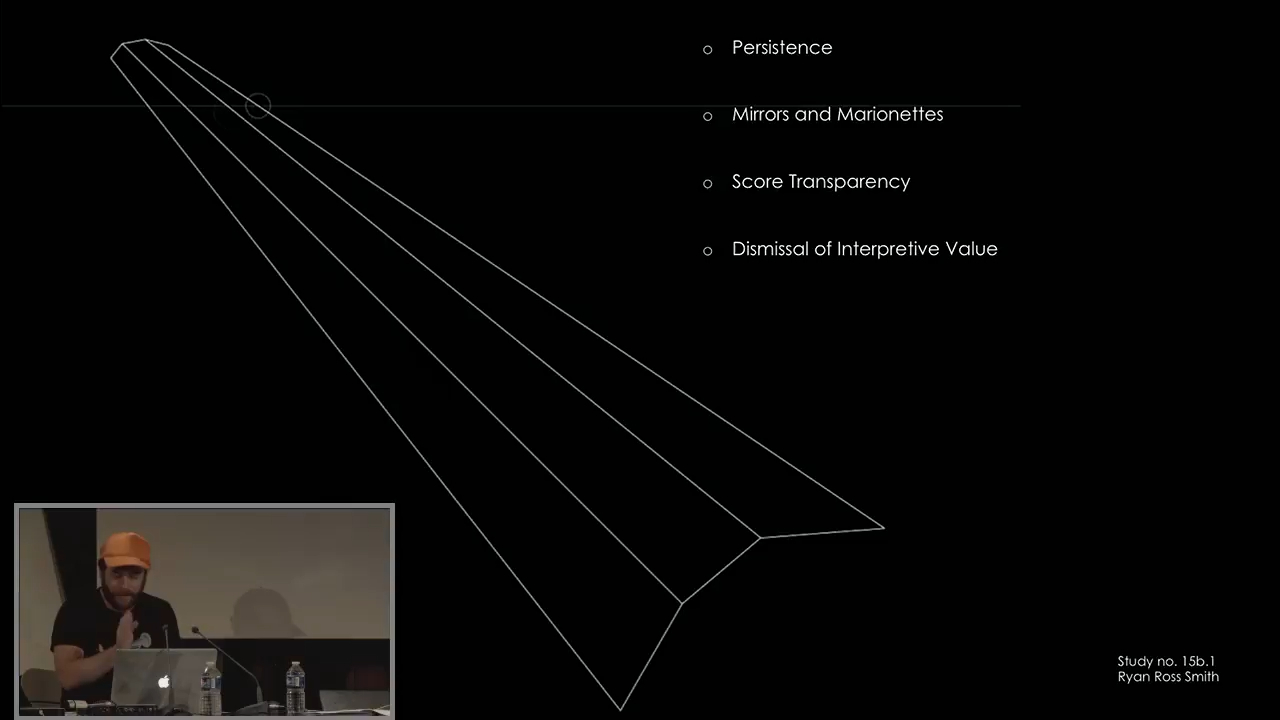 Persistence
Mirrors and Marionettes
Score Transparency
Dismissal of Interpretive Value
Study no. 15b.1
Ryan Ross Smith